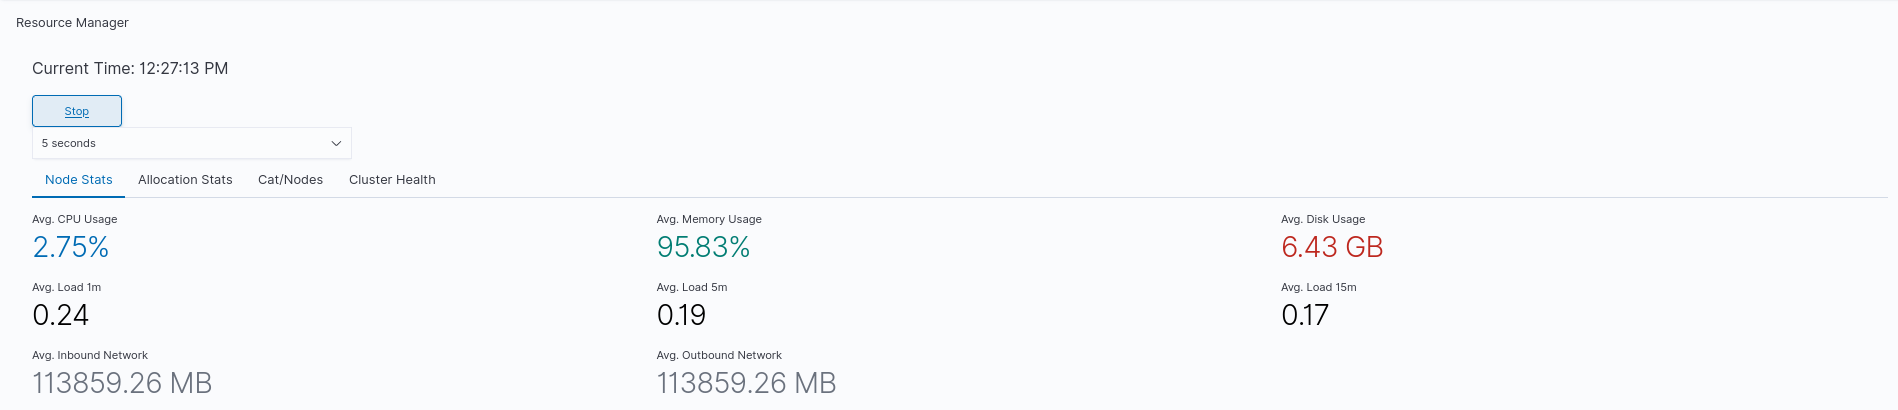 Resource Manager
Current Time: 12:27:13 PM
Stop
5 seconds
Node Stats Allocation Stats Cat/Nodes Cluster Health
Avg. CPU Usage Avg. Memory Usage Avg. Disk Usage
2.75% 95.83% 6.43 GB
Avg. Load 1m Avg. Load 5m Avg. Load 15m
0.24 0.19 0.17
Avg. Inbound Network Avg. Outbound Network
113859.26 MB 113859.26 MB